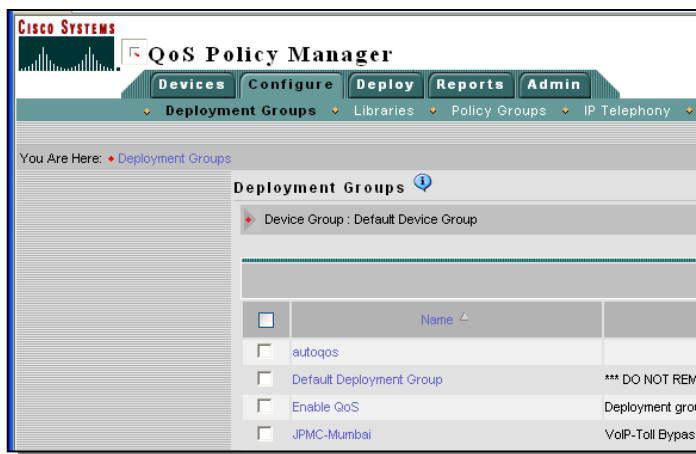 CISCO SYSTEMS
QoS Policy Manager
Devices Configure Deploy Reports Admin
Deployment Groups Libraries Policy Groups IP Telephony
You Are Here: Deployment Groups
Deployment Groups
Device Group : Default Device Group
Name
autoqos
Default Deployment Group *** DO NOT REM
Enable QoS Deployment grou
JPMC-Mumbai VoIP-Toll Bypas